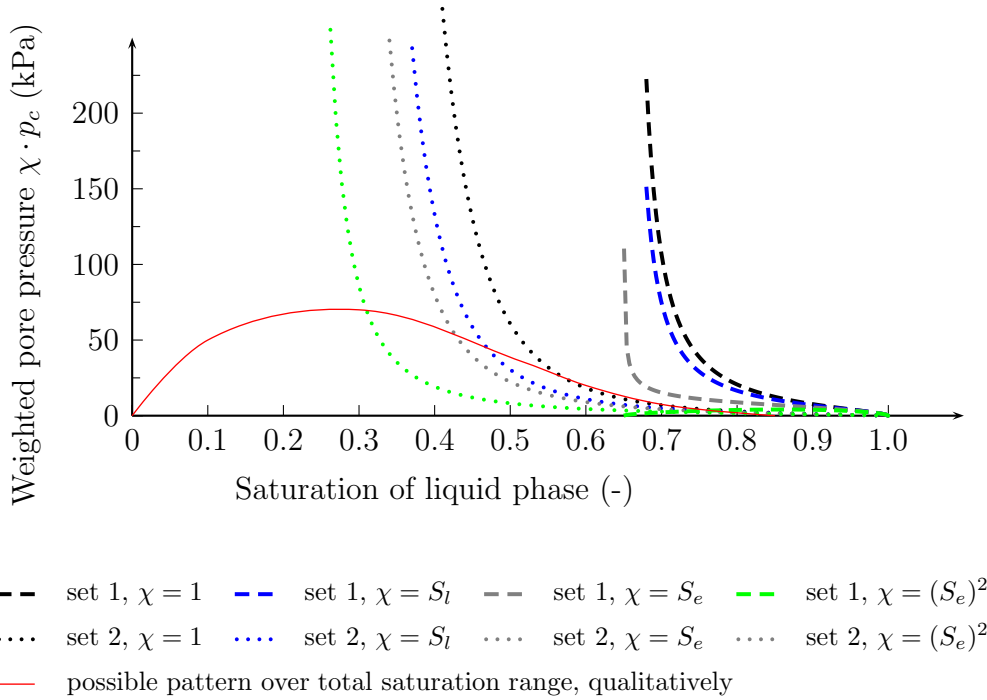 Weighted pore pressure χ · p_c (kPa)
200
150
100
50
0
0 0.1 0.2 0.3 0.4 0.5 0.6 0.7 0.8 0.9 1.0
Saturation of liquid phase (-)
set 1, χ = 1 set 1, χ = S_l set 1, χ = S_e set 1, χ = (S_e)²
set 2, χ = 1 set 2, χ = S_l set 2, χ = S_e set 2, χ = (S_e)²
possible pattern over total saturation range, qualitatively